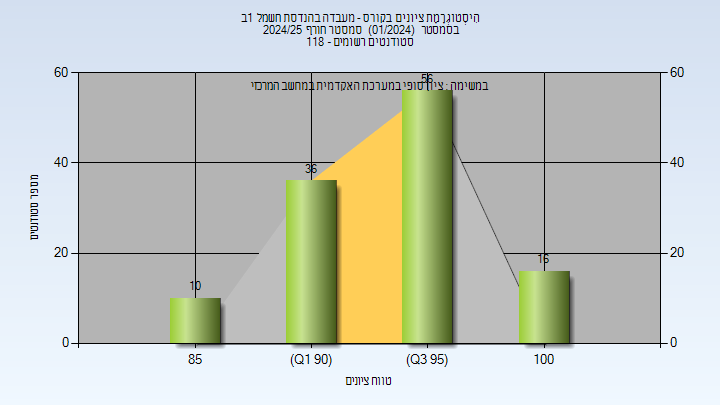 היסטוגרמת ציונים בקורס - מעבדה בהנדסת חשמל 1ב
בסמסטר (01/2024) סמסטר חורף 2024/25
סטודנטים רשומים - 118
במשימה : ציון סופי במערכת האקדמית במחשב המרכזי
60
60
40
40
20
20
0
0
56
36
16
10
מספר סטודנטים
85
(Q1 90)
(Q3 95)
100
טווח ציונים